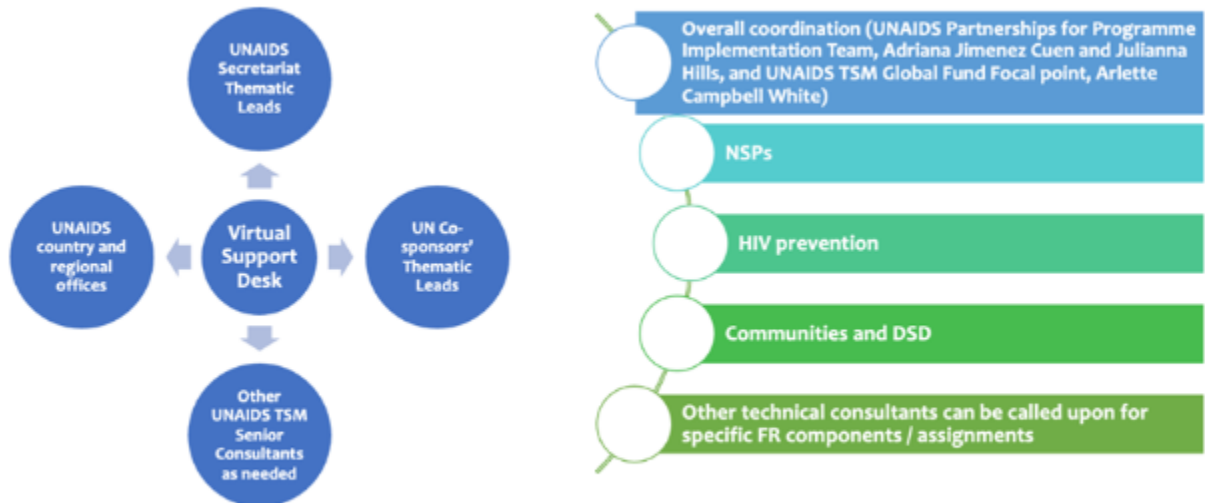 UNAIDS
Secretariat
Thematic
Leads
UNAIDS
country and
regional
offices
Virtual
Support
Desk
UN Co-
sponsors'
Thematic
Leads
Other
UNAIDS TSM
Senior
Consultants
as needed
Overall coordination (UNAIDS Partnerships for Programme
Implementation Team, Adriana Jimenez Cuen and Julianna
Hills, and UNAIDS TSM Global Fund Focal point, Arlette
Campbell White)
NSPs
HIV prevention
Communities and DSD
Other technical consultants can be called upon for
specific FR components / assignments